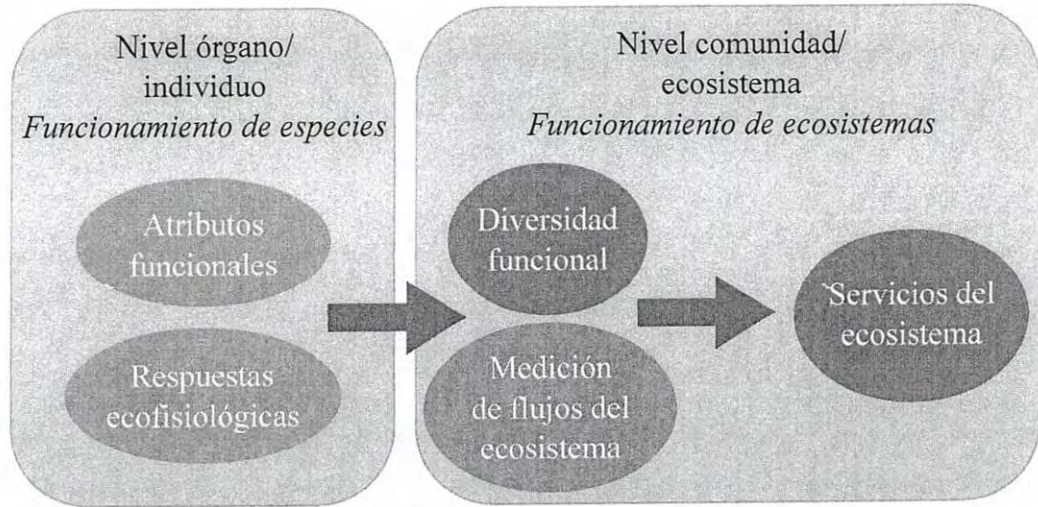 Nivel órgano/
individuo
Funcionamiento de especies
Atributos
funcionales
Respuestas
ecofisiológicas
Nivel comunidad/
ecosistema
Funcionamiento de ecosistemas
Diversidad
funcional
Medición
de flujos del
ecosistema
Servicios del
ecosistema